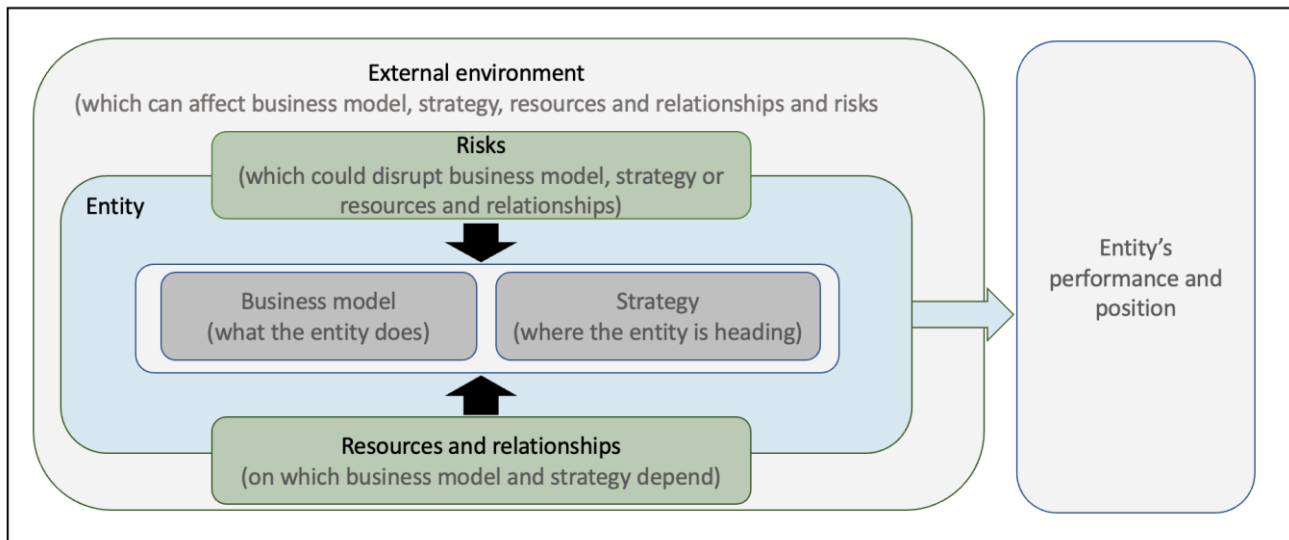 External environment
(which can affect business model, strategy, resources and relationships and risks
Risks
(which could disrupt business model, strategy or
resources and relationships)
Entity
Business model
(what the entity does)
Strategy
(where the entity is heading)
Resources and relationships
(on which business model and strategy depend)
Entity’s
performance and
position